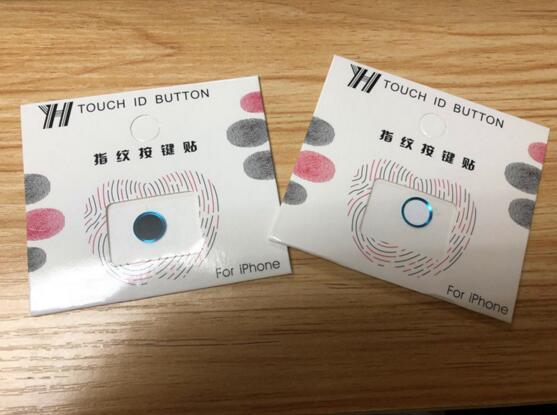 YH TOUCH ID BUTTON
指纹按键贴
For iPhone
YH TOUCH ID BUTTON
指纹按键贴
For iPhone